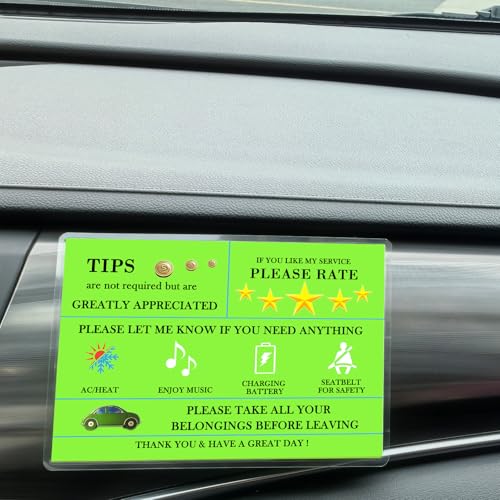 TIPS
are not required but are
GREATLY APPRECIATED
IF YOU LIKE MY SERVICE
PLEASE RATE
PLEASE LET ME KNOW IF YOU NEED ANYTHING
AC/HEAT
ENJOY MUSIC
CHARGING
BATTERY
SEATBELT
FOR SAFETY
PLEASE TAKE ALL YOUR
BELONGINGS BEFORE LEAVING
THANK YOU & HAVE A GREAT DAY !